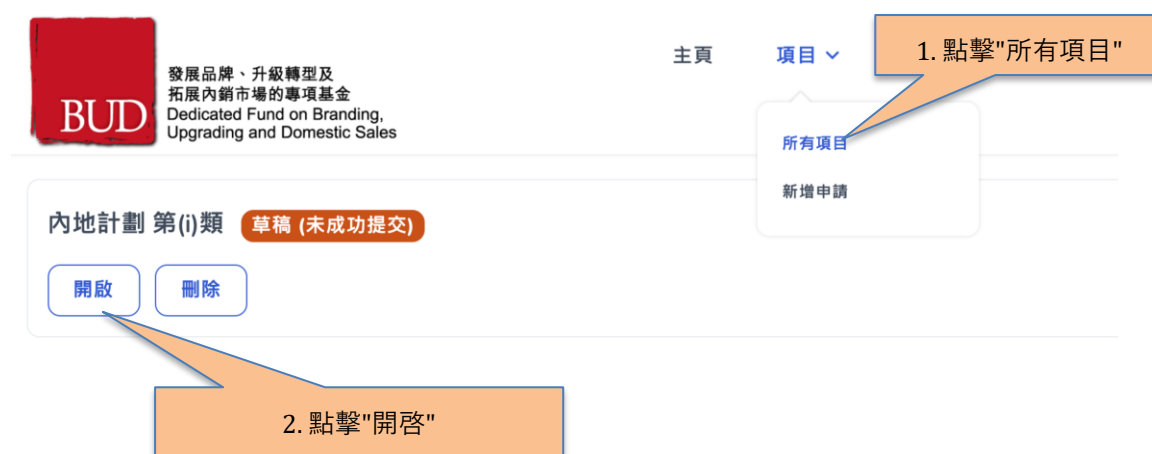 BUD
發展品牌、升級轉型及
拓展內銷市場的專項基金
Dedicated Fund on Branding,
Upgrading and Domestic Sales
主頁
項目
1. 點擊"所有項目"
所有項目
新增申請
內地計劃 第(i)類
草稿 (未成功提交)
開啟
刪除
2. 點擊"開啓"